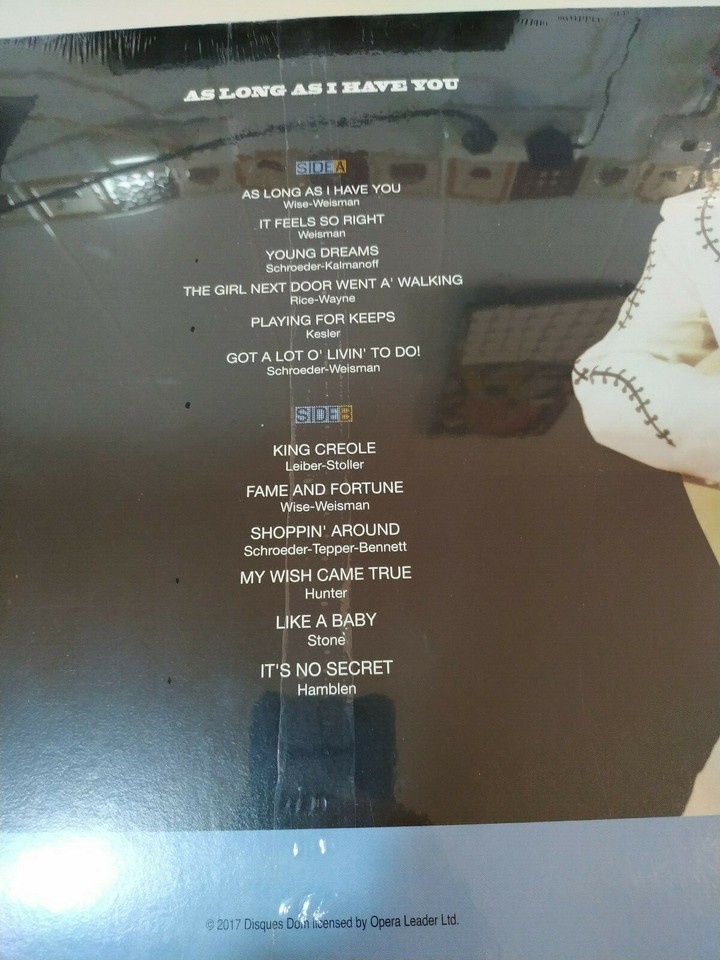 AS LONG AS I HAVE YOU
SIDE A
AS LONG AS I HAVE YOU
Wise-Weisman
IT FEELS SO RIGHT
Weisman
YOUNG DREAMS
Schroeder-Kalmanoff
THE GIRL NEXT DOOR WENT A' WALKING
Rice-Wayne
PLAYING FOR KEEPS
Kesler
GOT A LOT O' LIVIN' TO DO!
Schroeder-Weisman
SIDE B
KING CREOLE
Leiber-Stoller
FAME AND FORTUNE
Wise-Weisman
SHOPPIN' AROUND
Schroeder-Tepper-Bennett
MY WISH CAME TRUE
Hunter
LIKE A BABY
Stone
IT'S NO SECRET
Hamblen
© 2017 Disques Dom licensed by Opera Leader Ltd.